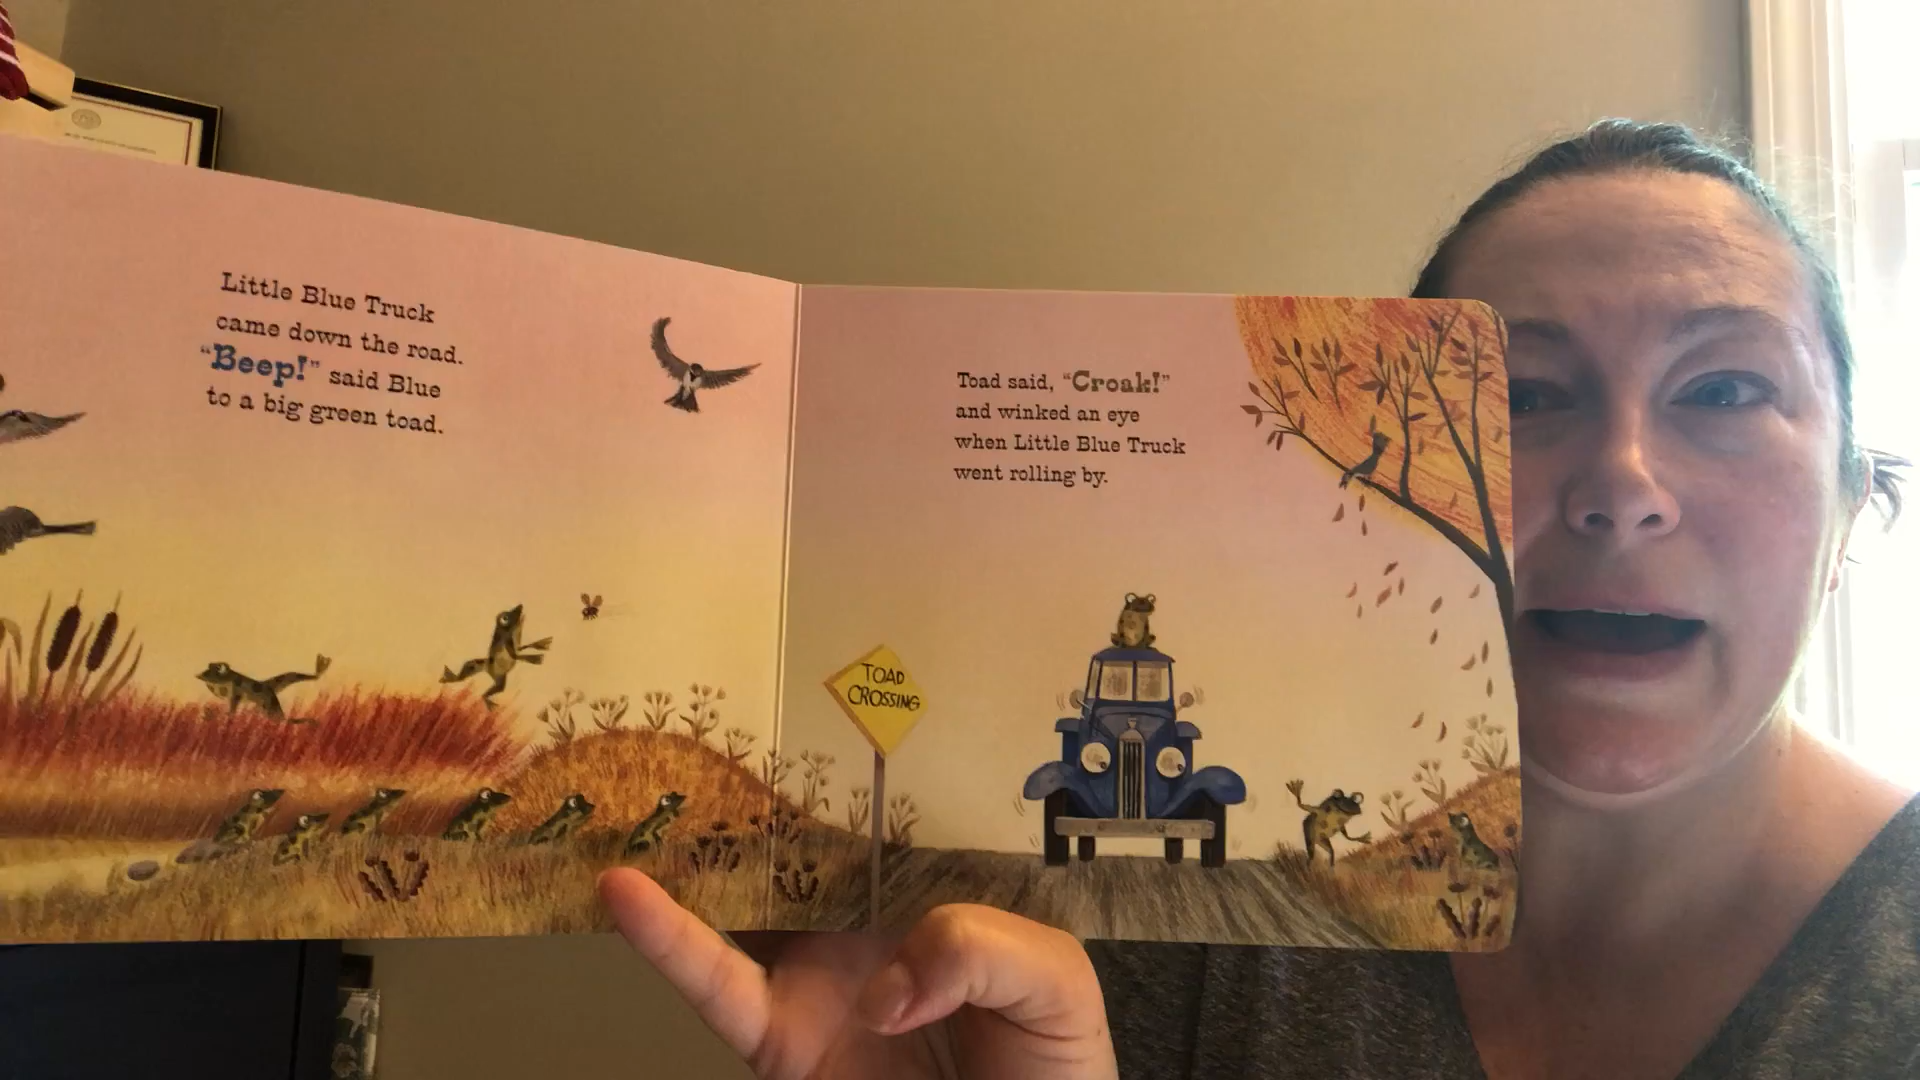 Little Blue Truck
came down the road.
“Beep!” said Blue
to a big green toad.
Toad said, “Croak!”
and winked an eye
when Little Blue Truck
went rolling by.
TOAD
CROSSING